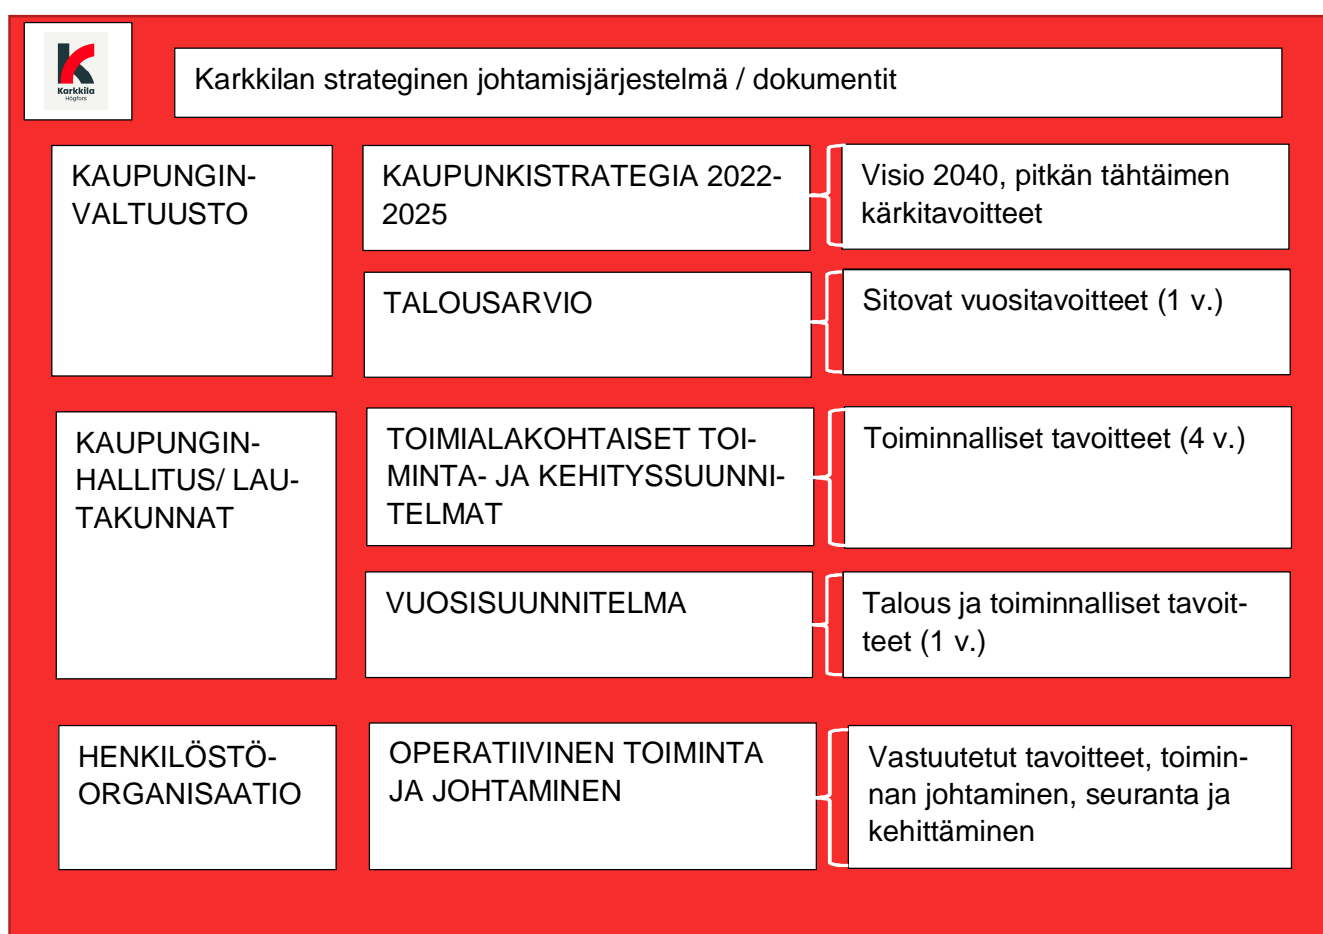 Karkkila
Högfors
Karkkilan strateginen johtamisjärjestelmä / dokumentit
KAUPUNGIN-
VALTUUSTO
KAUPUNKISTRATEGIA 2022-
2025
Visio 2040, pitkän tähtäimen
kärkitavoitteet
TALOUSARVIO
Sitovat vuositavoitteet (1 v.)
KAUPUNGIN-
HALLITUS/ LAU-
TAKUNNAT
TOIMIALAKOHTAISET TOI-
MINTA- JA KEHITYSSUUNNI-
TELMAT
Toiminnalliset tavoitteet (4 v.)
VUOSISUUNNITELMA
Talous ja toiminnalliset tavoit-
teet (1 v.)
HENKILÖSTÖ-
ORGANISAATIO
OPERATIIVINEN TOIMINTA
JA JOHTAMINEN
Vastuutetut tavoitteet, toimin-
nan johtaminen, seuranta ja
kehittäminen